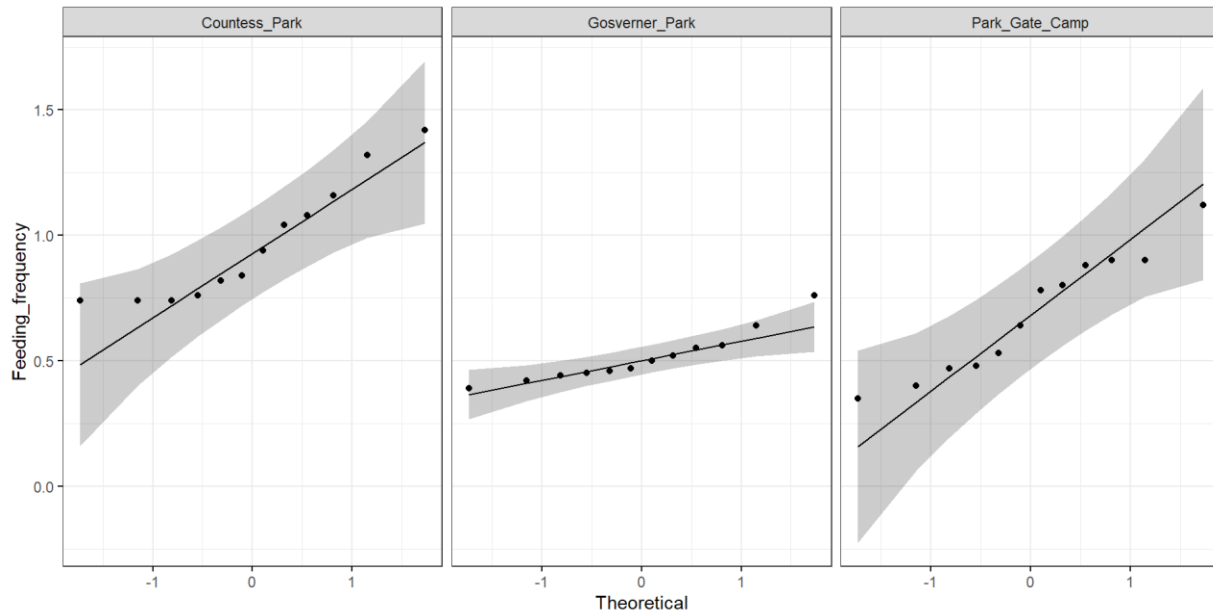 Countess_Park
Gosverner_Park
Park_Gate_Camp
Feeding_frequency
1.5
1.0
0.5
0.0
-1 0 1
-1 0 1
-1 0 1
Theoretical